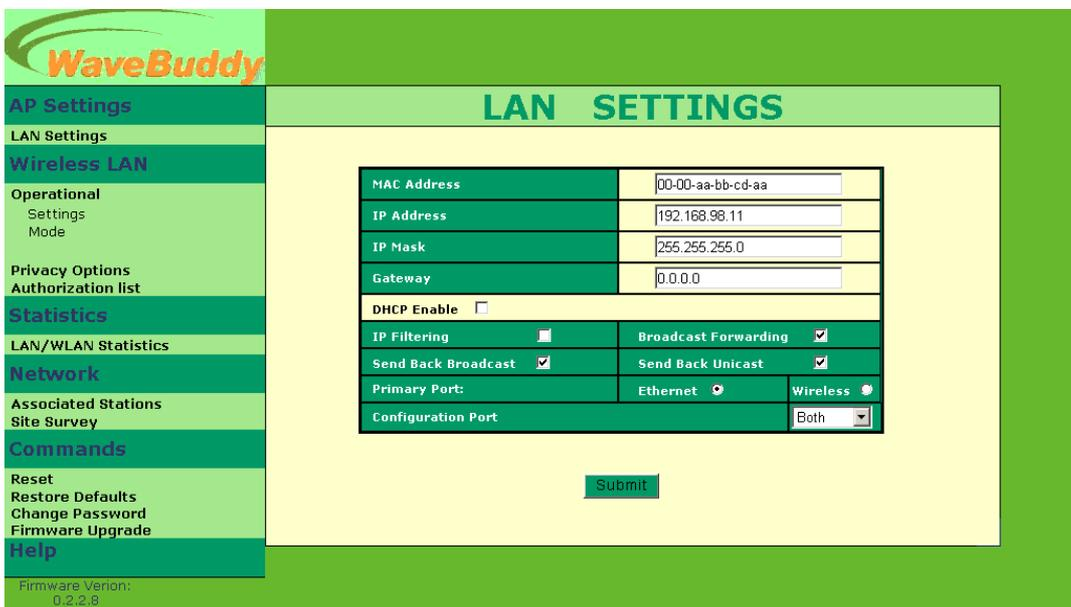 WaveBuddy
AP Settings
LAN Settings
Wireless LAN
Operational
Settings
Mode
Privacy Options
Authorization list
Statistics
LAN/WLAN Statistics
Network
Associated Stations
Site Survey
Commands
Reset
Restore Defaults
Change Password
Firmware Upgrade
Help
Firmware Verion:
0.2.2.8
LAN SETTINGS
MAC Address 00-00-aa-bb-cd-aa
IP Address 192.168.98.11
IP Mask 255.255.255.0
Gateway 0.0.0.0
DHCP Enable
IP Filtering Broadcast Forwarding
Send Back Broadcast Send Back Unicast
Primary Port: Ethernet Wireless
Configuration Port Both
Submit